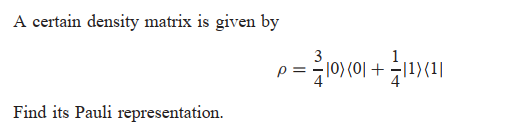 A certain density matrix is given by
ρ = 3/4 |0⟩⟨0| + 1/4 |1⟩⟨1|
Find its Pauli representation.